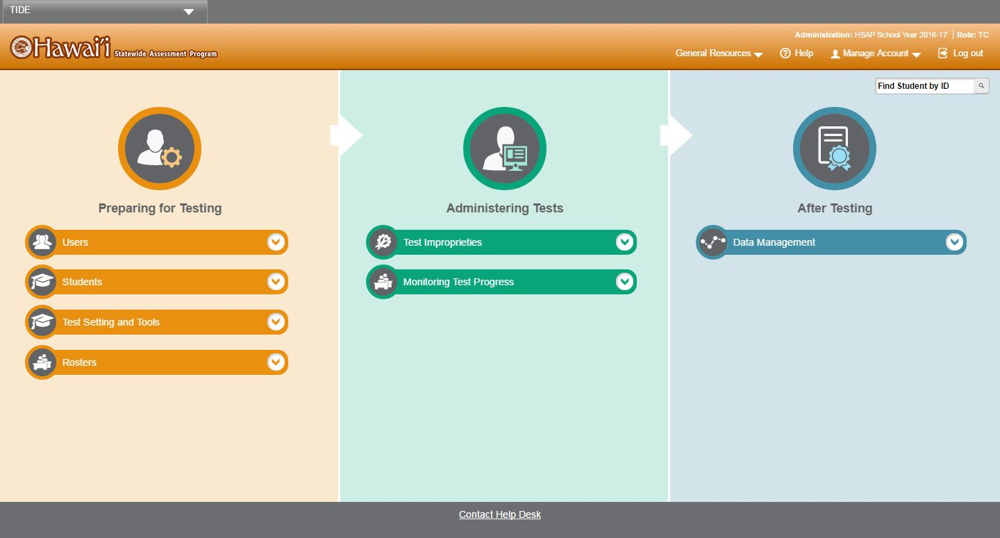 TIDE
Administration: HSAP School Year 2016-17 | Role: TC
Hawai'i Statewide Assessment Program
General Resources Help Manage Account Log out
Find Student by ID
Preparing for Testing
Users
Students
Test Setting and Tools
Rosters
Administering Tests
Test Improprieties
Monitoring Test Progress
After Testing
Data Management
Contact Help Desk